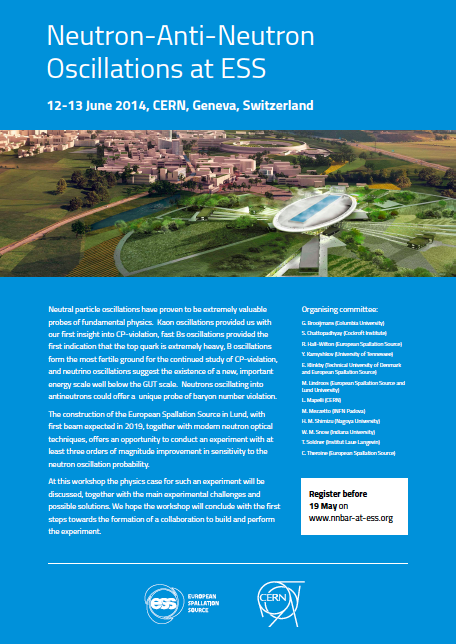 Neutron-Anti-Neutron
Oscillations at ESS
12-13 June 2014, CERN, Geneva, Switzerland
Neutral particle oscillations have proven to be extremely valuable
probes of fundamental physics. Kaon oscillations provided us with
our first insight into CP-violation, fast Bs oscillations provided the
first indication that the top quark is extremely heavy, B oscillations
form the most fertile ground for the continued study of CP-violation,
and neutrino oscillations suggest the existence of a new, important
energy scale well below the GUT scale. Neutrons oscillating into
antineutrons could offer a unique probe of baryon number violation.
The construction of the European Spallation Source in Lund, with
first beam expected in 2019, together with modern neutron optical
techniques, offers an opportunity to conduct an experiment with at
least three orders of magnitude improvement in sensitivity to the
neutron oscillation probability.
At this workshop the physics case for such an experiment will be
discussed, together with the main experimental challenges and
possible solutions. We hope the workshop will conclude with the first
steps towards the formation of a collaboration to build and perform
the experiment.
Organising committee:
G. Brooijmans (Columbia University)
S. Chattopadhyay (Cockroft Institute)
R. Hall-Wilton (European Spallation Source)
Y. Kamyshkov (University of Tennessee)
E. Klinkby (Technical University of Denmark
and European Spallation Source)
M. Lindroos (European Spallation Source and
Lund University)
L. Mapelli (CERN)
M. Mezzetto (INFN Padova)
H. M. Shimizu (Nagoya University)
W. M. Snow (Indiana University)
T. Soldner (Institut Laue Langevin)
C. Theroine (European Spallation Source)
Register before
19 May on
www.nnbar-at-ess.org
ess
EUROPEAN
SPALLATION
SOURCE
CERN